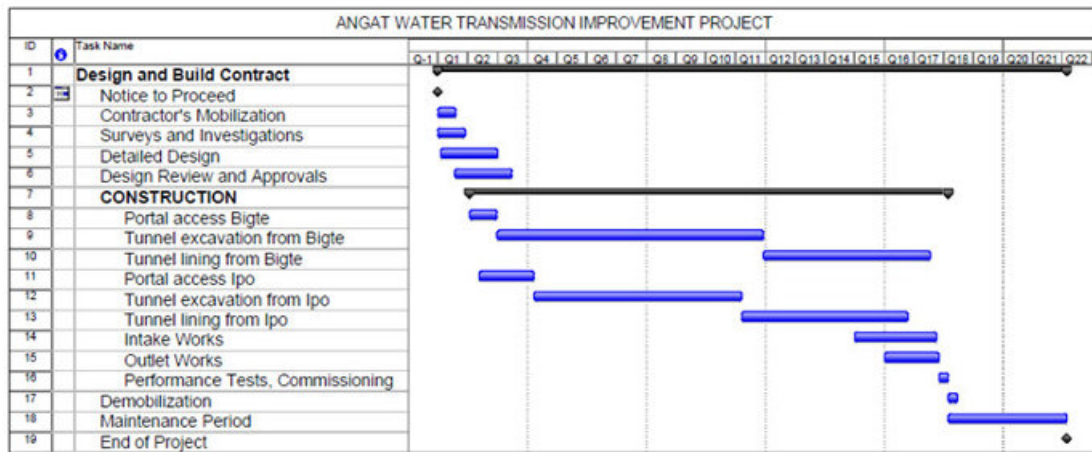 ANGAT WATER TRANSMISSION IMPROVEMENT PROJECT
ID Task Name
Q-1 Q1 Q2 Q3 Q4 Q5 Q6 Q7 Q8 Q9 Q10 Q11 Q12 Q13 Q14 Q15 Q16 Q17 Q18 Q19 Q20 Q21 Q22
1 Design and Build Contract
2 Notice to Proceed
3 Contractor's Mobilization
4 Surveys and Investigations
5 Detailed Design
6 Design Review and Approvals
7 CONSTRUCTION
8 Portal access Bigte
9 Tunnel excavation from Bigte
10 Tunnel lining from Bigte
11 Portal access Ipo
12 Tunnel excavation from Ipo
13 Tunnel lining from Ipo
14 Intake Works
15 Outlet Works
16 Performance Tests, Commissioning
17 Demobilization
18 Maintenance Period
19 End of Project